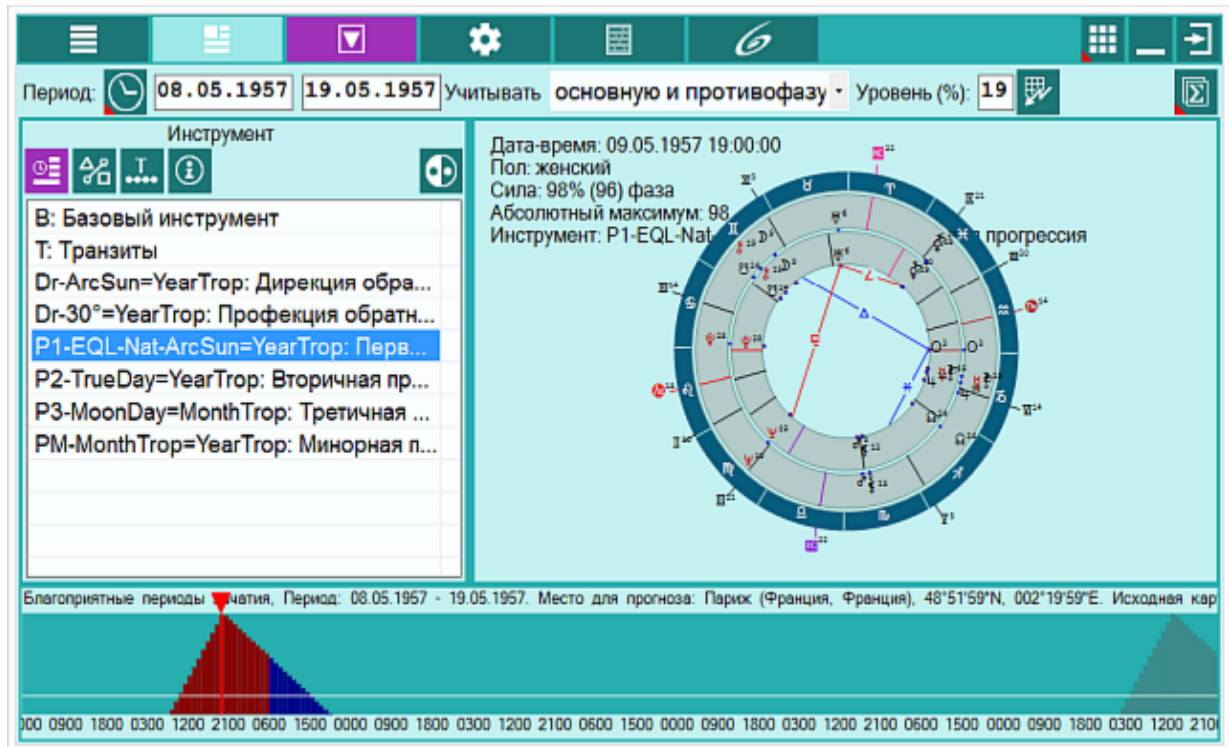 Период: 08.05.1957 19.05.1957 Учитывать основную и противофазу Уровень (%): 19
Инструмент
В: Базовый инструмент
Т: Транзиты
Dr-ArcSun=YearTrop: Дирекция обра...
Dr-30°=YearTrop: Профекция обратн...
P1-EQL-Nat-ArcSun=YearTrop: Перв...
P2-TrueDay=YearTrop: Вторичная пр...
P3-MoonDay=MonthTrop: Третичная ...
PM-MonthTrop=YearTrop: Минорная п...
Дата-время: 09.05.1957 19:00:00
Пол: женский
Сила: 98% (96) фаза
Абсолютный максимум: 98
Инструмент: P1-EQL-Nat- прогрессия
Благоприятные периоды зачатия, Период: 08.05.1957 - 19.05.1957. Место для прогноза: Париж (Франция, Франция), 48°51'59"N, 002°19'59"E. Исходная кар
000 0900 1800 0300 1200 2100 0600 1500 0000 0900 1800 0300 1200 2100 0600 1500 0000 0900 1800 0300 1200 2100 0600 1500 0000 0900 1800 0300 1200 210